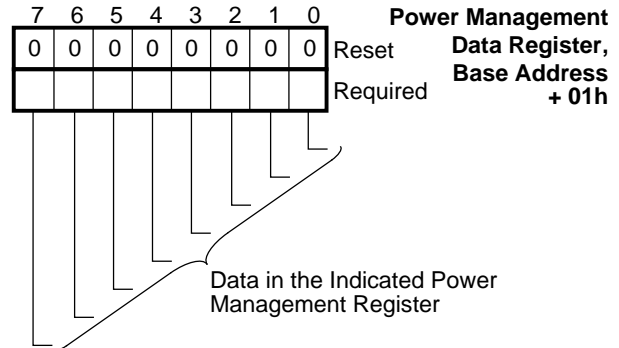 7 6 5 4 3 2 1 0
Power Management
Data Register,
Base Address
+ 01h
0 0 0 0 0 0 0 0 Reset
Required
Data in the Indicated Power
Management Register